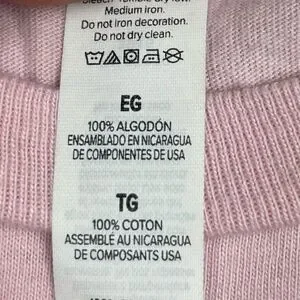 Medium iron.
Do not iron decoration.
Do not dry clean.
EG
100% ALGODÓN
ENSAMBLADO EN NICARAGUA
DE COMPONENTES DE USA
TG
100% COTON
ASSEMBLÉ AU NICARAGUA
DE COMPOSANTS USA